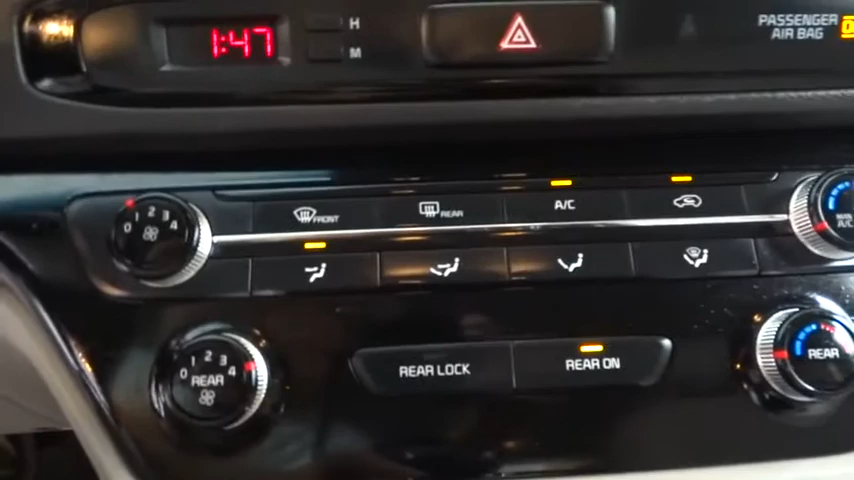 1:47
H
M
PASSENGER
AIR BAG
0 1 2 3 4
FRONT
REAR
A/C
0 1 2 3 4
REAR
REAR LOCK
REAR ON
REAR